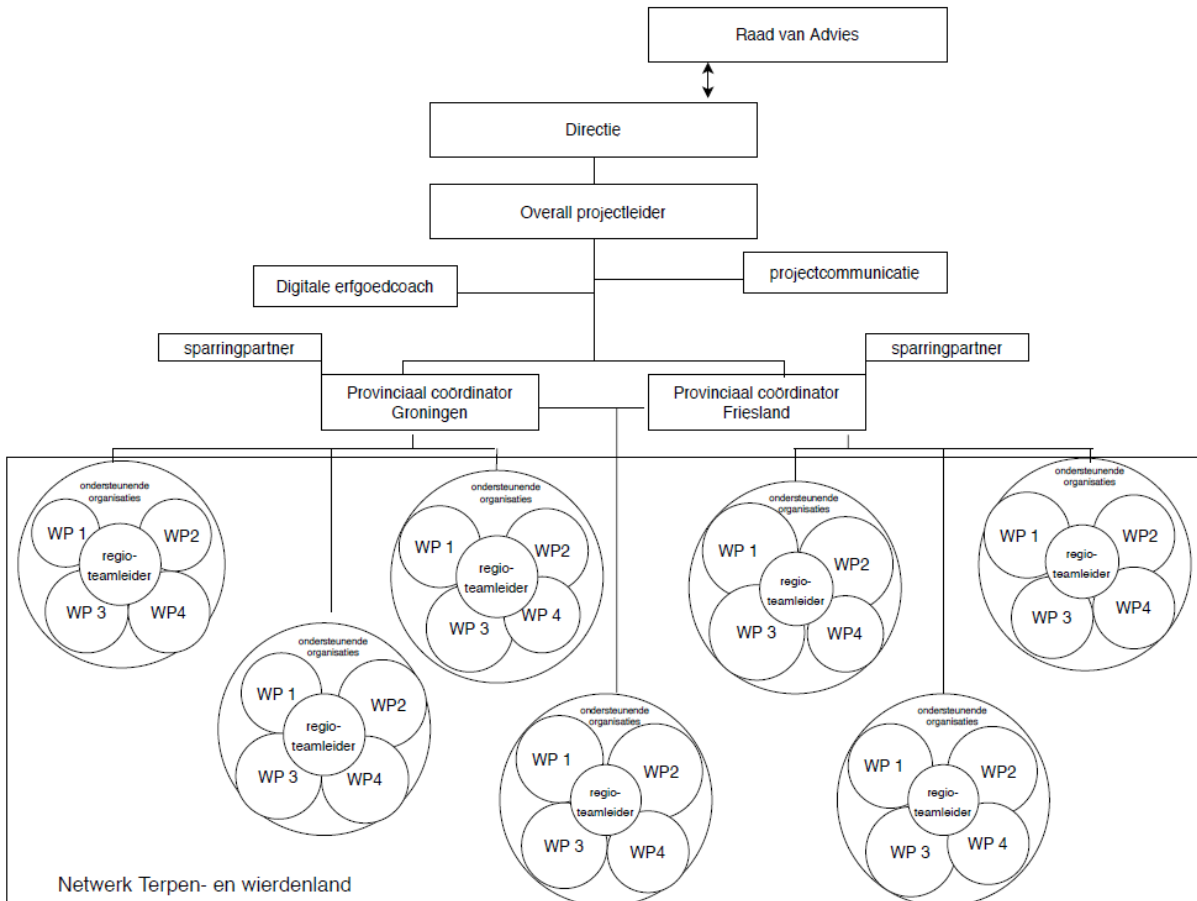 Raad van Advies
Directie
Overall projectleider
Digitale erfgoedcoach
projectcommunicatie
sparringpartner
sparringpartner
Provinciaal coördinator
Groningen
Provinciaal coördinator
Friesland
ondersteunende
organisaties
WP 1
WP2
regio-
teamleider
WP 3
WP4
ondersteunende
organisaties
WP 1
WP2
regio-
teamleider
WP 3
WP4
ondersteunende
organisaties
WP 1
WP2
regio-
teamleider
WP 3
WP 4
ondersteunende
organisaties
WP 1
WP2
regio-
teamleider
WP 3
WP4
ondersteunende
organisaties
WP 1
WP2
regio-
teamleider
WP 3
WP4
ondersteunende
organisaties
WP 1
WP2
regio-
teamleider
WP 3
WP 4
ondersteunende
organisaties
WP 1
WP2
regio-
teamleider
WP 3
WP4
Netwerk Terpen- en wierdenland